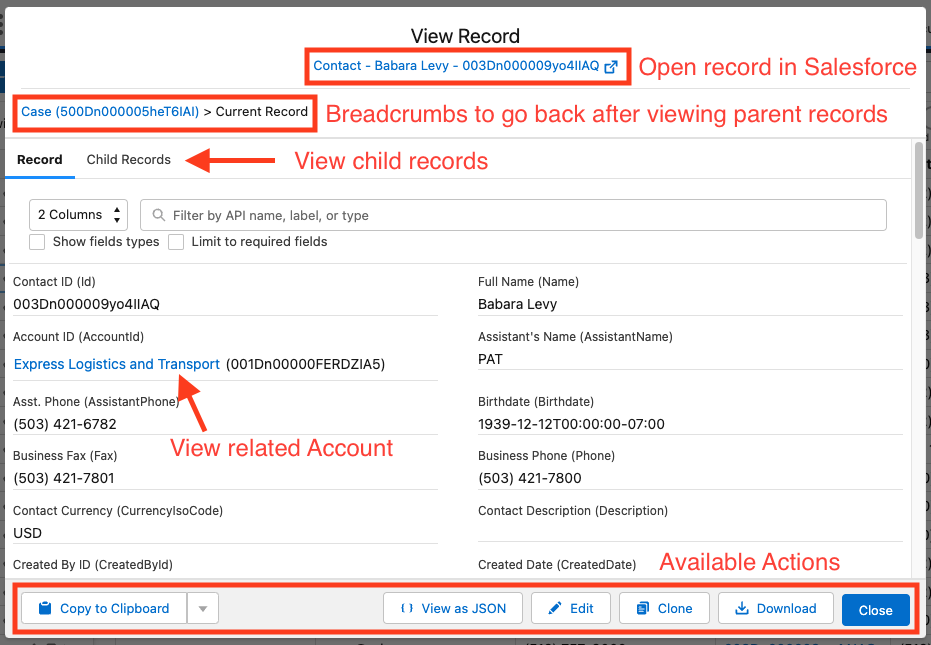 View Record
Contact - Babara Levy - 003Dn000009yo4lIAQ Open record in Salesforce
Case (500Dn000005heT6IAI) > Current Record Breadcrumbs to go back after viewing parent records
Record Child Records View child records
2 Columns Filter by API name, label, or type
Show fields types Limit to required fields
Contact ID (Id) Full Name (Name)
003Dn000009yo4lIAQ Babara Levy
Account ID (AccountId) Assistant's Name (AssistantName)
Express Logistics and Transport (001Dn00000FERDZIA5) PAT
Asst. Phone (AssistantPhone) Birthdate (Birthdate)
(503) 421-6782 1939-12-12T00:00:00-07:00
View related Account
Business Fax (Fax) Business Phone (Phone)
(503) 421-7801 (503) 421-7800
Contact Currency (CurrencyIsoCode) Contact Description (Description)
USD
Created By ID (CreatedById) Created Date (CreatedDate) Available Actions
Copy to Clipboard View as JSON Edit Clone Download Close